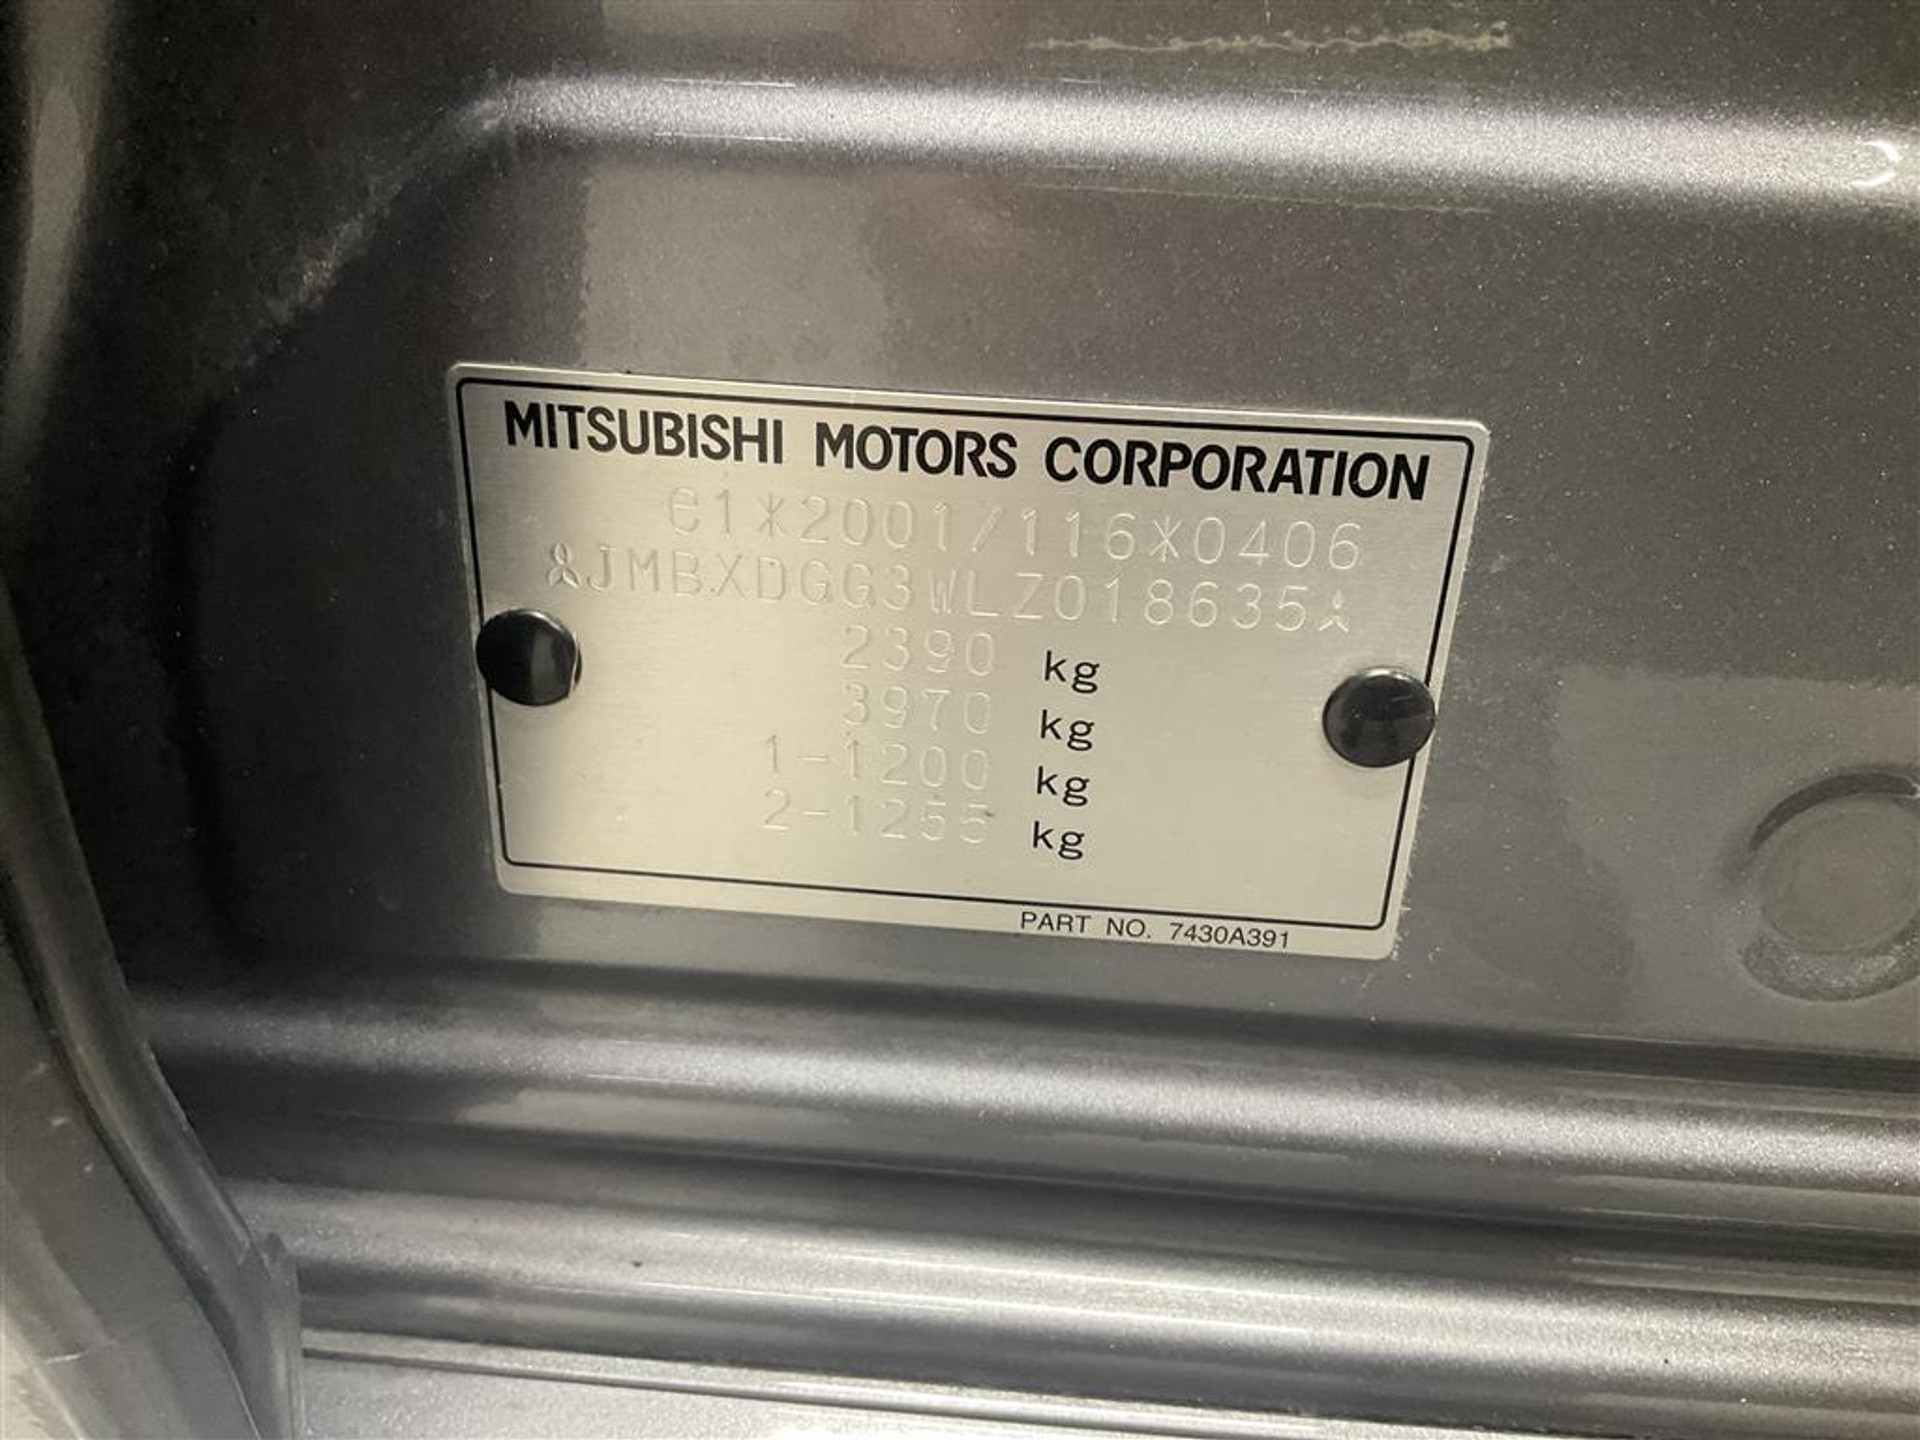 MITSUBISHI MOTORS CORPORATION
e1*2001/116*0406
JMBXDGG3WLZ018635
2390 kg
3970 kg
1-1200 kg
2-1255 kg
PART NO. 7430A391